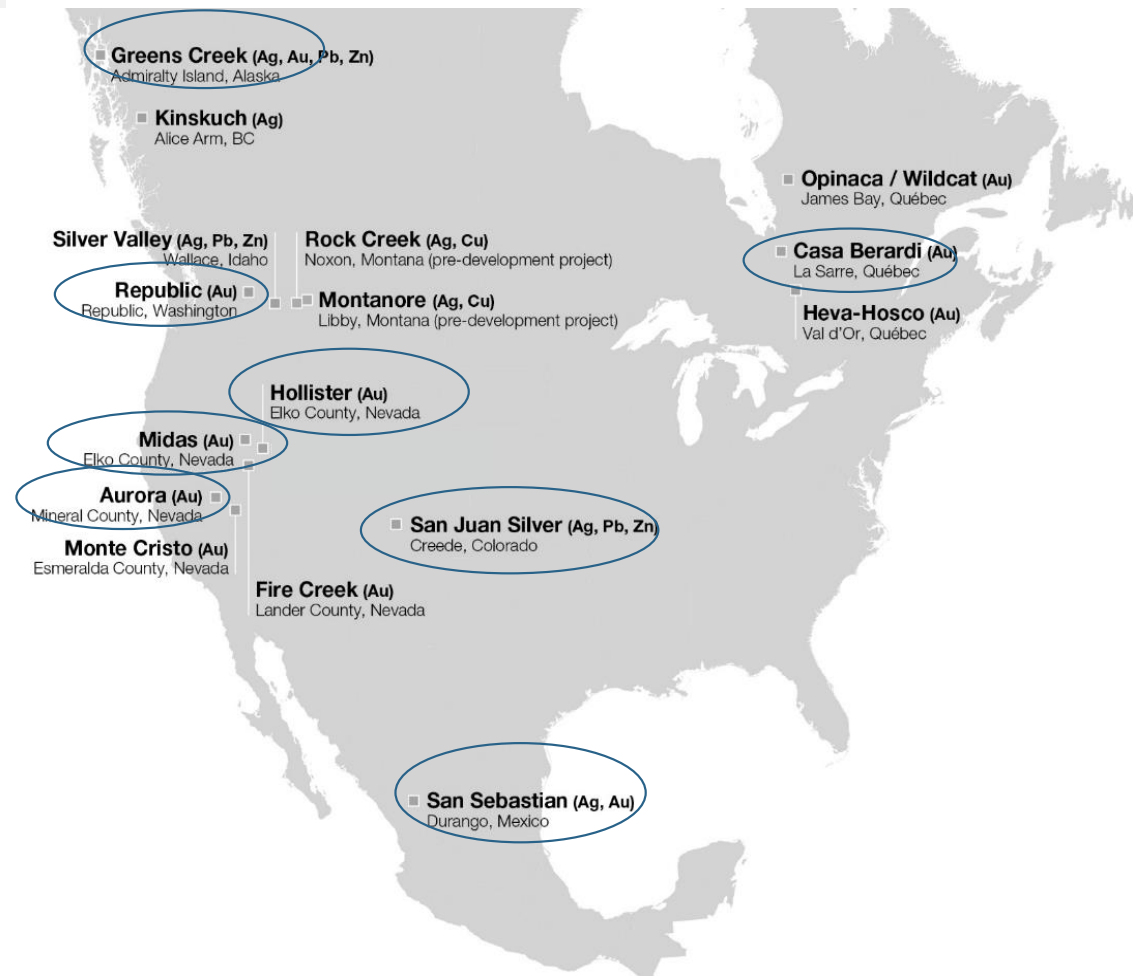 Greens Creek (Ag, Au, Pb, Zn)
Admiralty Island, Alaska
Kinskuch (Ag)
Alice Arm, BC
Opinaca / Wildcat (Au)
James Bay, Québec
Silver Valley (Ag, Pb, Zn)
Wallace, Idaho
Rock Creek (Ag, Cu)
Noxon, Montana (pre-development project)
Casa Berardi (Au)
La Sarre, Québec
Republic (Au)
Republic, Washington
Montanore (Ag, Cu)
Libby, Montana (pre-development project)
Heva-Hosco (Au)
Val d'Or, Québec
Hollister (Au)
Elko County, Nevada
Midas (Au)
Elko County, Nevada
Aurora (Au)
Mineral County, Nevada
San Juan Silver (Ag, Pb, Zn)
Creede, Colorado
Monte Cristo (Au)
Esmeralda County, Nevada
Fire Creek (Au)
Lander County, Nevada
San Sebastian (Ag, Au)
Durango, Mexico